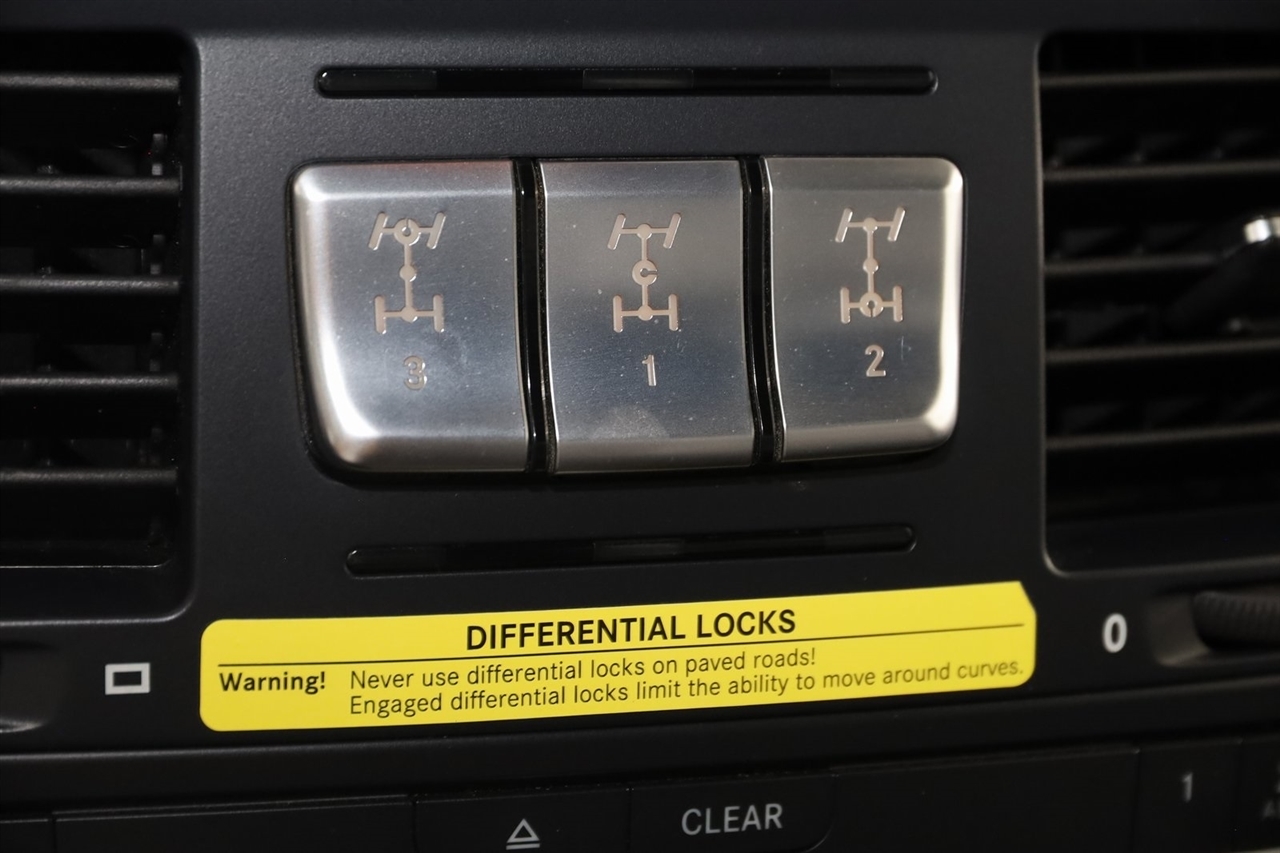 3 1 2
DIFFERENTIAL LOCKS
Warning! Never use differential locks on paved roads!
Engaged differential locks limit the ability to move around curves.
0
CLEAR
1